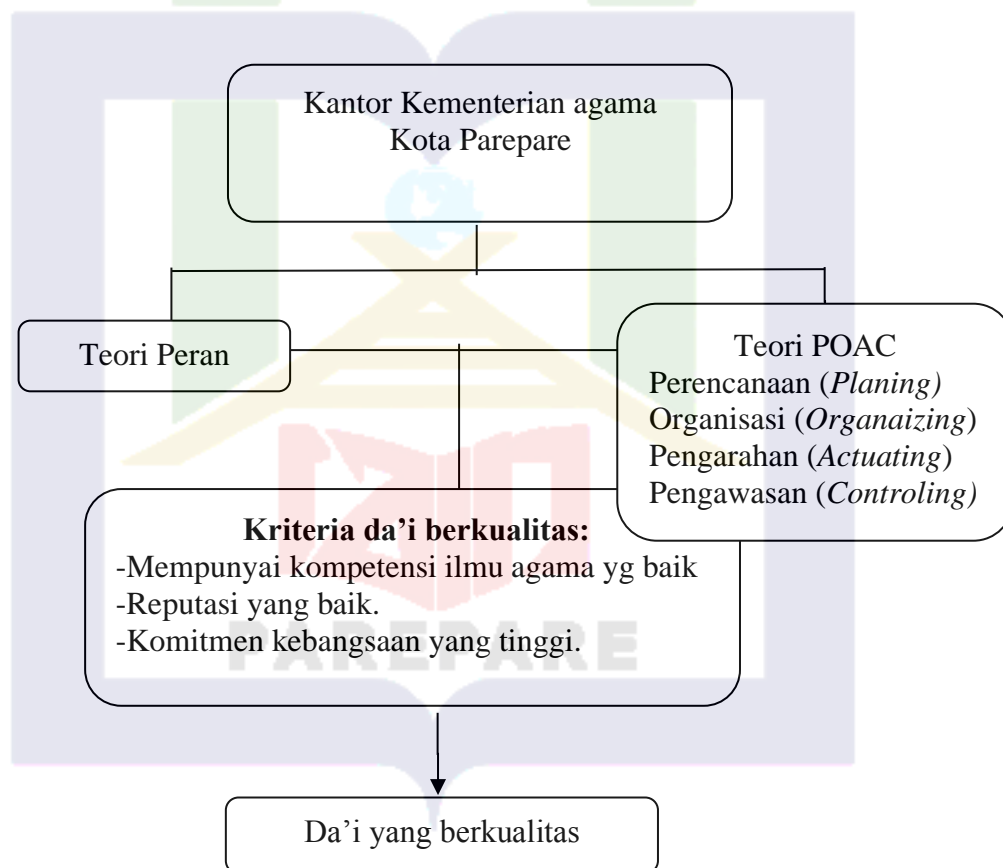 Kantor Kementerian agama
Kota Parepare
Teori Peran
Teori POAC
Perencanaan (Planing)
Organisasi (Organaizing)
Pengarahan (Actuating)
Pengawasan (Controling)
Kriteria da’i berkualitas:
-Mempunyai kompetensi ilmu agama yg baik
-Reputasi yang baik.
-Komitmen kebangsaan yang tinggi.
PAREPARE
Da’i yang berkualitas